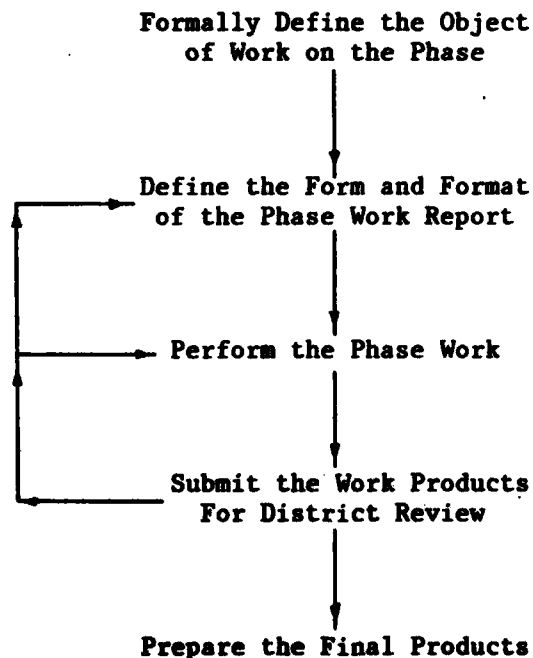 Formally Define the Object
of Work on the Phase
Define the Form and Format
of the Phase Work Report
Perform the Phase Work
Submit the Work Products
For District Review
Prepare the Final Products